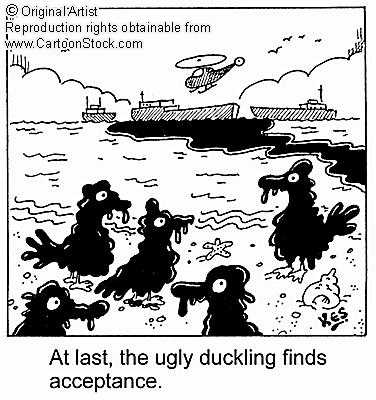 © Original Artist
Reproduction rights obtainable from
www.CartoonStock.com
KES
At last, the ugly duckling finds
acceptance.